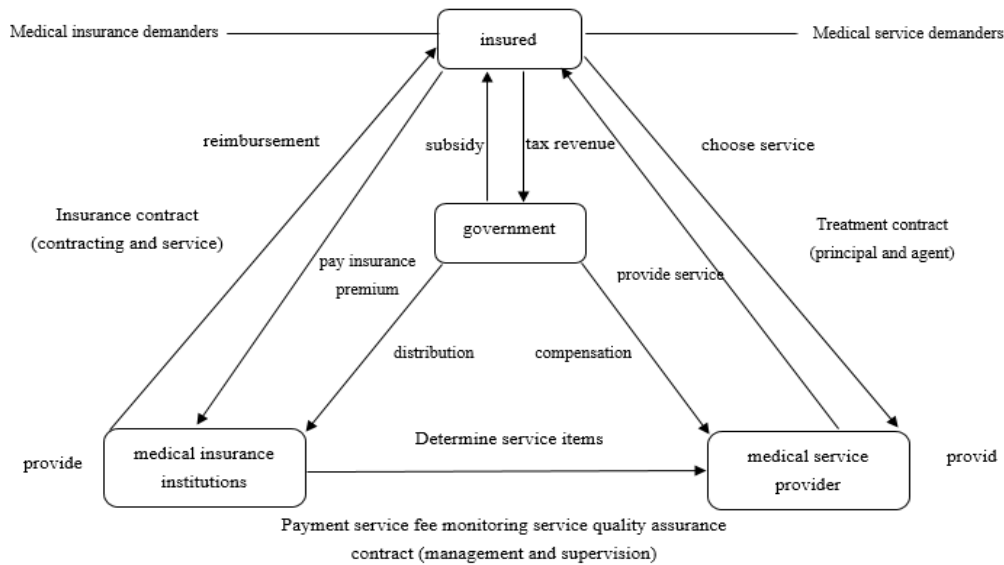 Medical insurance demanders
insured
Medical service demanders
reimbursement
subsidy
tax revenue
choose service
Insurance contract
(contracting and service)
government
Treatment contract
(principal and agent)
pay insurance
premium
provide service
distribution
compensation
provide
medical insurance
institutions
Determine service items
medical service
provider
provid
Payment service fee monitoring service quality assurance
contract (management and supervision)